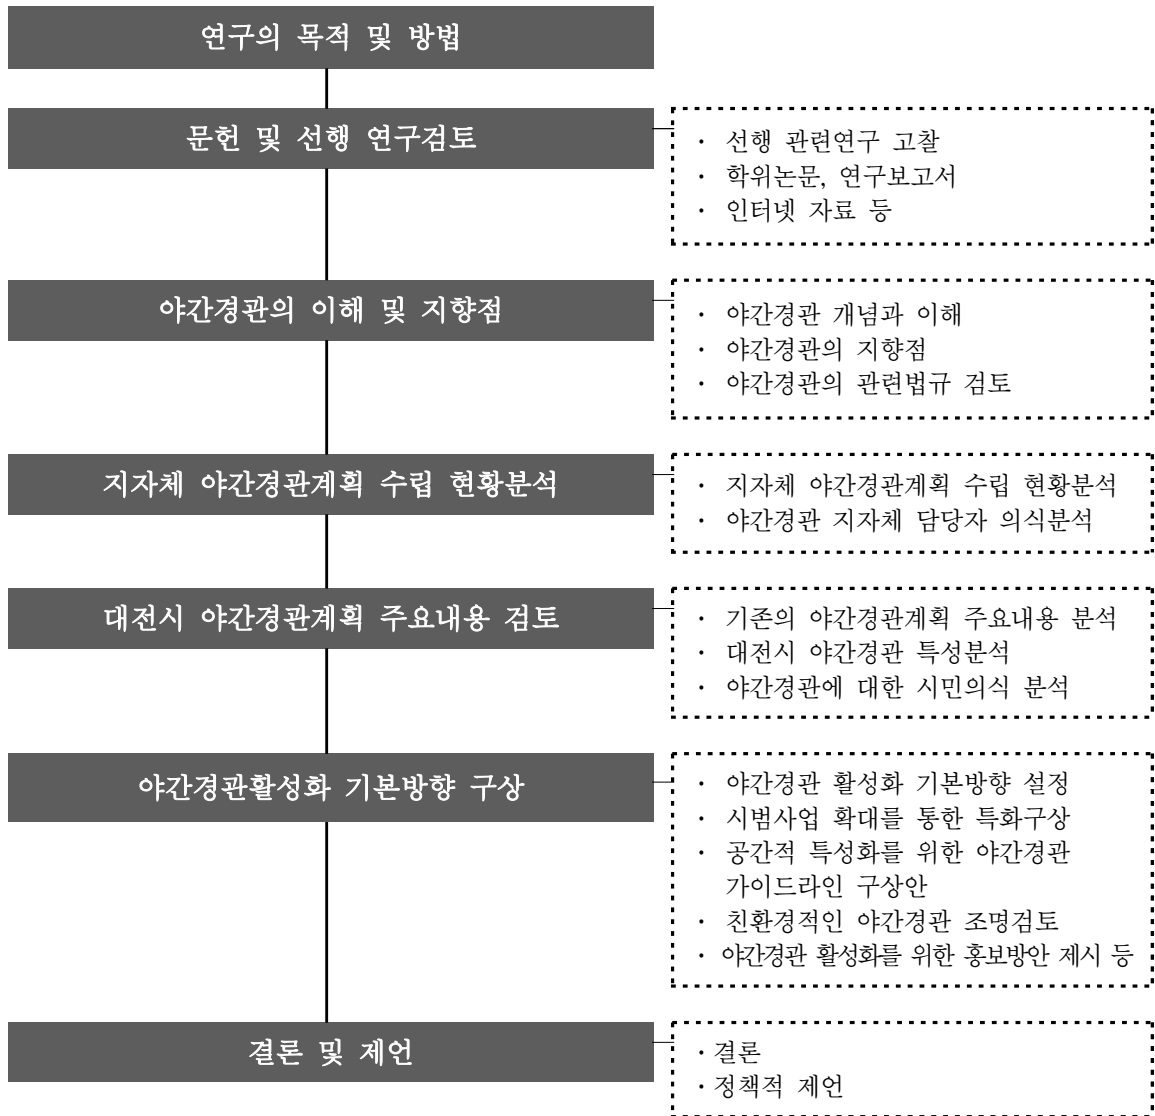 연구의 목적 및 방법
문헌 및 선행 연구검토
· 선행 관련연구 고찰
· 학위논문, 연구보고서
· 인터넷 자료 등
야간경관의 이해 및 지향점
· 야간경관 개념과 이해
· 야간경관의 지향점
· 야간경관의 관련법규 검토
지자체 야간경관계획 수립 현황분석
· 지자체 야간경관계획 수립 현황분석
· 야간경관 지자체 담당자 의식분석
대전시 야간경관계획 주요내용 검토
· 기존의 야간경관계획 주요내용 분석
· 대전시 야간경관 특성분석
· 야간경관에 대한 시민의식 분석
야간경관활성화 기본방향 구상
· 야간경관 활성화 기본방향 설정
· 시범사업 확대를 통한 특화구상
· 공간적 특성화를 위한 야간경관
가이드라인 구상안
· 친환경적인 야간경관 조명검토
· 야간경관 활성화를 위한 홍보방안 제시 등
결론 및 제언
· 결론
· 정책적 제언